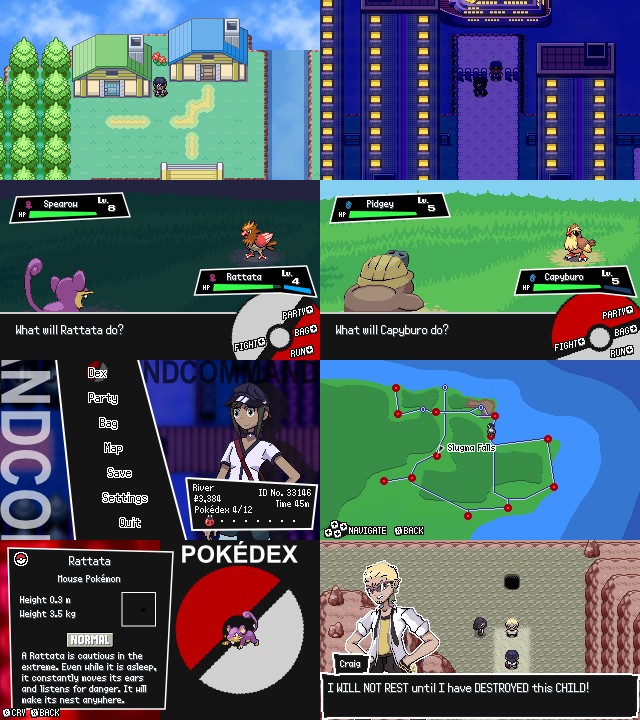 Spearow
Lv.
8
HP
Rattata
Lv.
4
HP
What will Rattata do?
PARTY
BAG
FIGHT
RUN
Pidgey
Lv.
5
HP
Capyburo
Lv.
5
HP
What will Capyburo do?
PARTY
BAG
FIGHT
RUN
NDCO
NDCOMMAND
Dex
Party
Bag
Map
Save
Settings
Quit
River
ID No. 33146
₽3,384
Time 45m
Pokédex 4/12
Slugma Falls
NAVIGATE
BACK
POKÉDEX
Rattata
Mouse Pokémon
Height 0.3 m
Weight 3.5 kg
NORMAL
A Rattata is cautious in the
extreme. Even while it is asleep,
it constantly moves its ears
and listens for danger. It will
make its nest anywhere.
CRY
BACK
Craig
I WILL NOT REST until I have DESTROYED this CHILD!